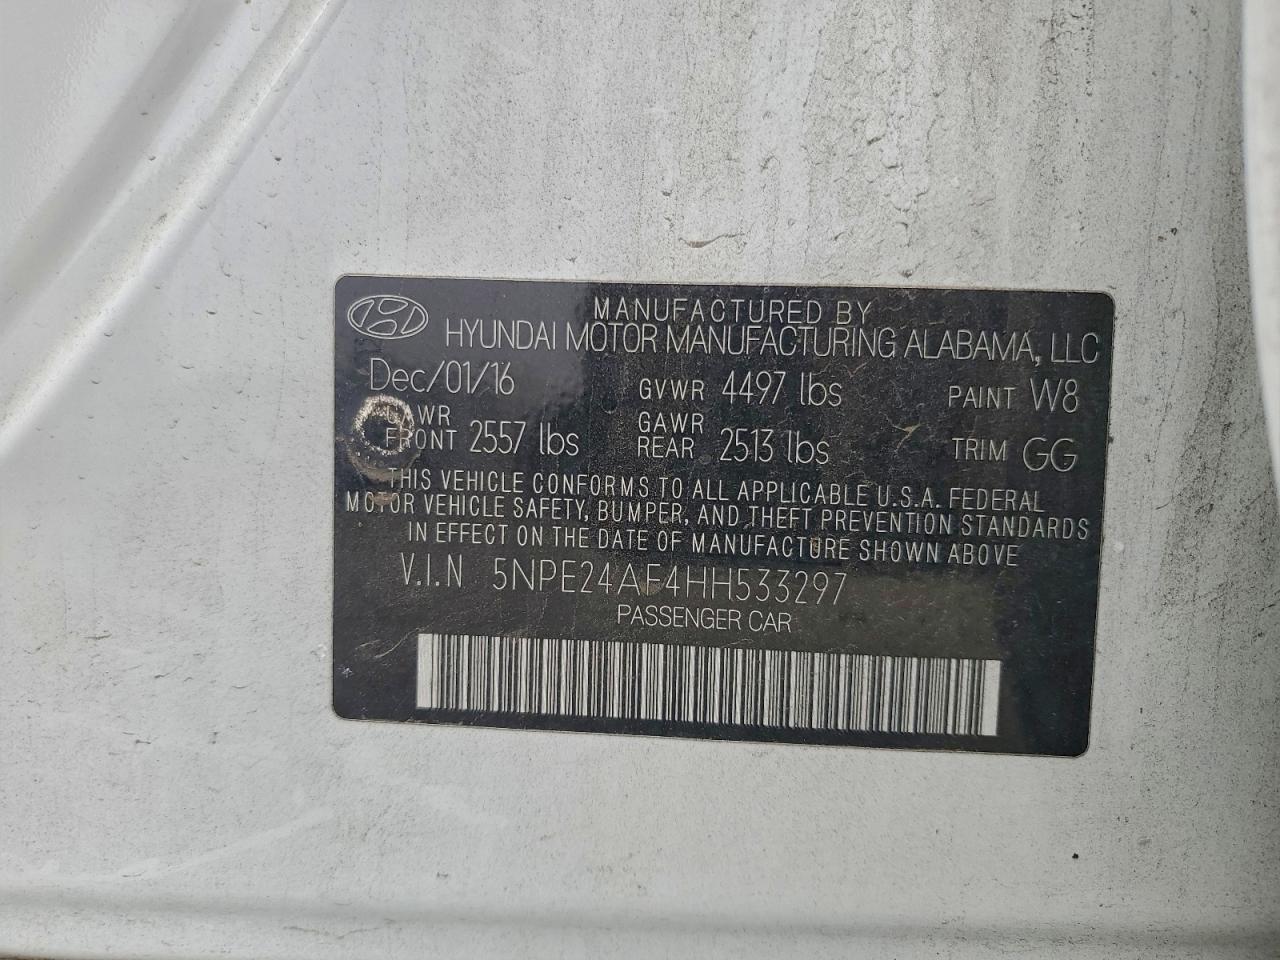 MANUFACTURED BY
HYUNDAI MOTOR MANUFACTURING ALABAMA, LLC
Dec/01/16 GVWR 4497 lbs PAINT W8
GAWR FRONT 2557 lbs GAWR REAR 2513 lbs TRIM GG
THIS VEHICLE CONFORMS TO ALL APPLICABLE U.S.A. FEDERAL
MOTOR VEHICLE SAFETY, BUMPER, AND THEFT PREVENTION STANDARDS
IN EFFECT ON THE DATE OF MANUFACTURE SHOWN ABOVE
V.I.N 5NPE24AF4HH533297
PASSENGER CAR